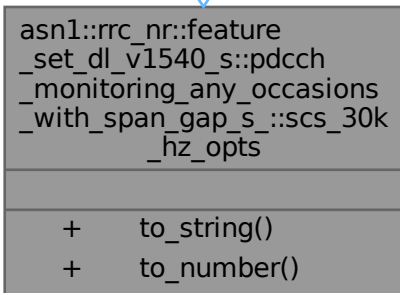 asn1::rrc_nr::feature
_set_dl_v1540_s::pdcch
_monitoring_any_occasions
_with_span_gap_s_::scs_30k
_hz_opts
+ to_string()
+ to_number()